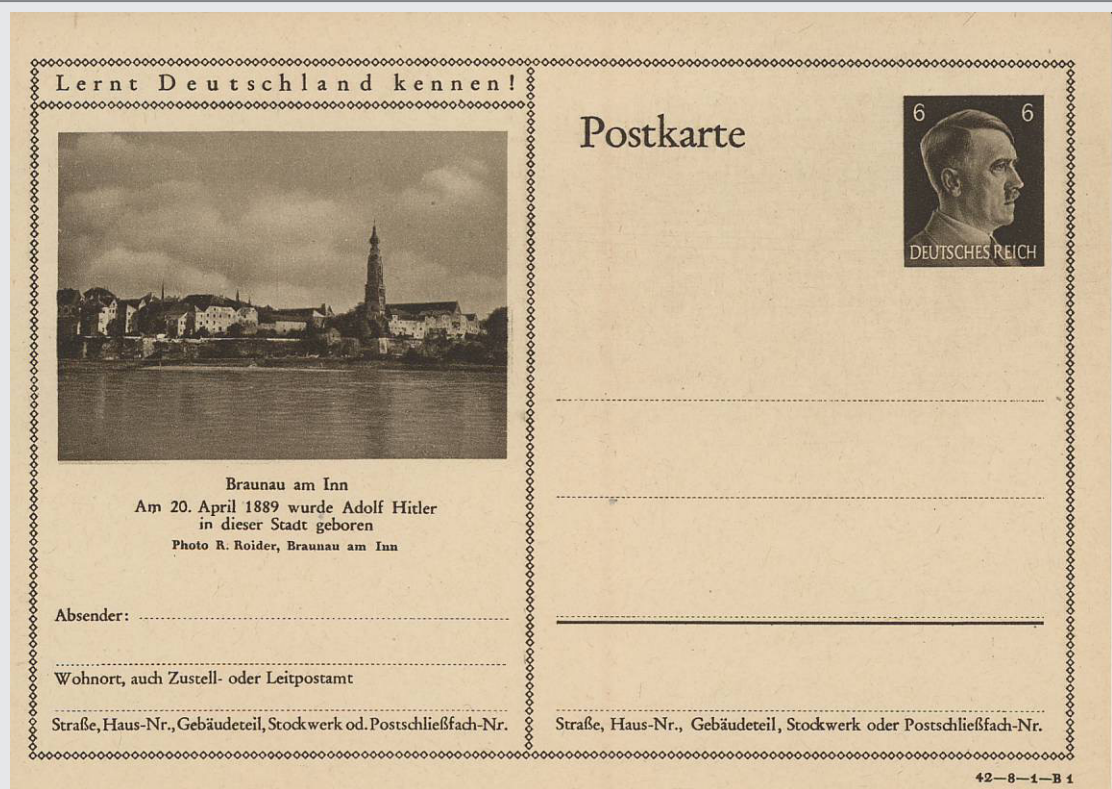 Lernt Deutschland kennen!
Braunau am Inn
Am 20. April 1889 wurde Adolf Hitler
in dieser Stadt geboren
Photo R. Roider, Braunau am Inn
Absender:
Wohnort, auch Zustell- oder Leitpostamt
Straße, Haus-Nr., Gebäudeteil, Stockwerk od. Postschließfach-Nr.
Postkarte
6 6
DEUTSCHES REICH
Straße, Haus-Nr., Gebäudeteil, Stockwerk oder Postschließfach-Nr.
42—8—1—B 1